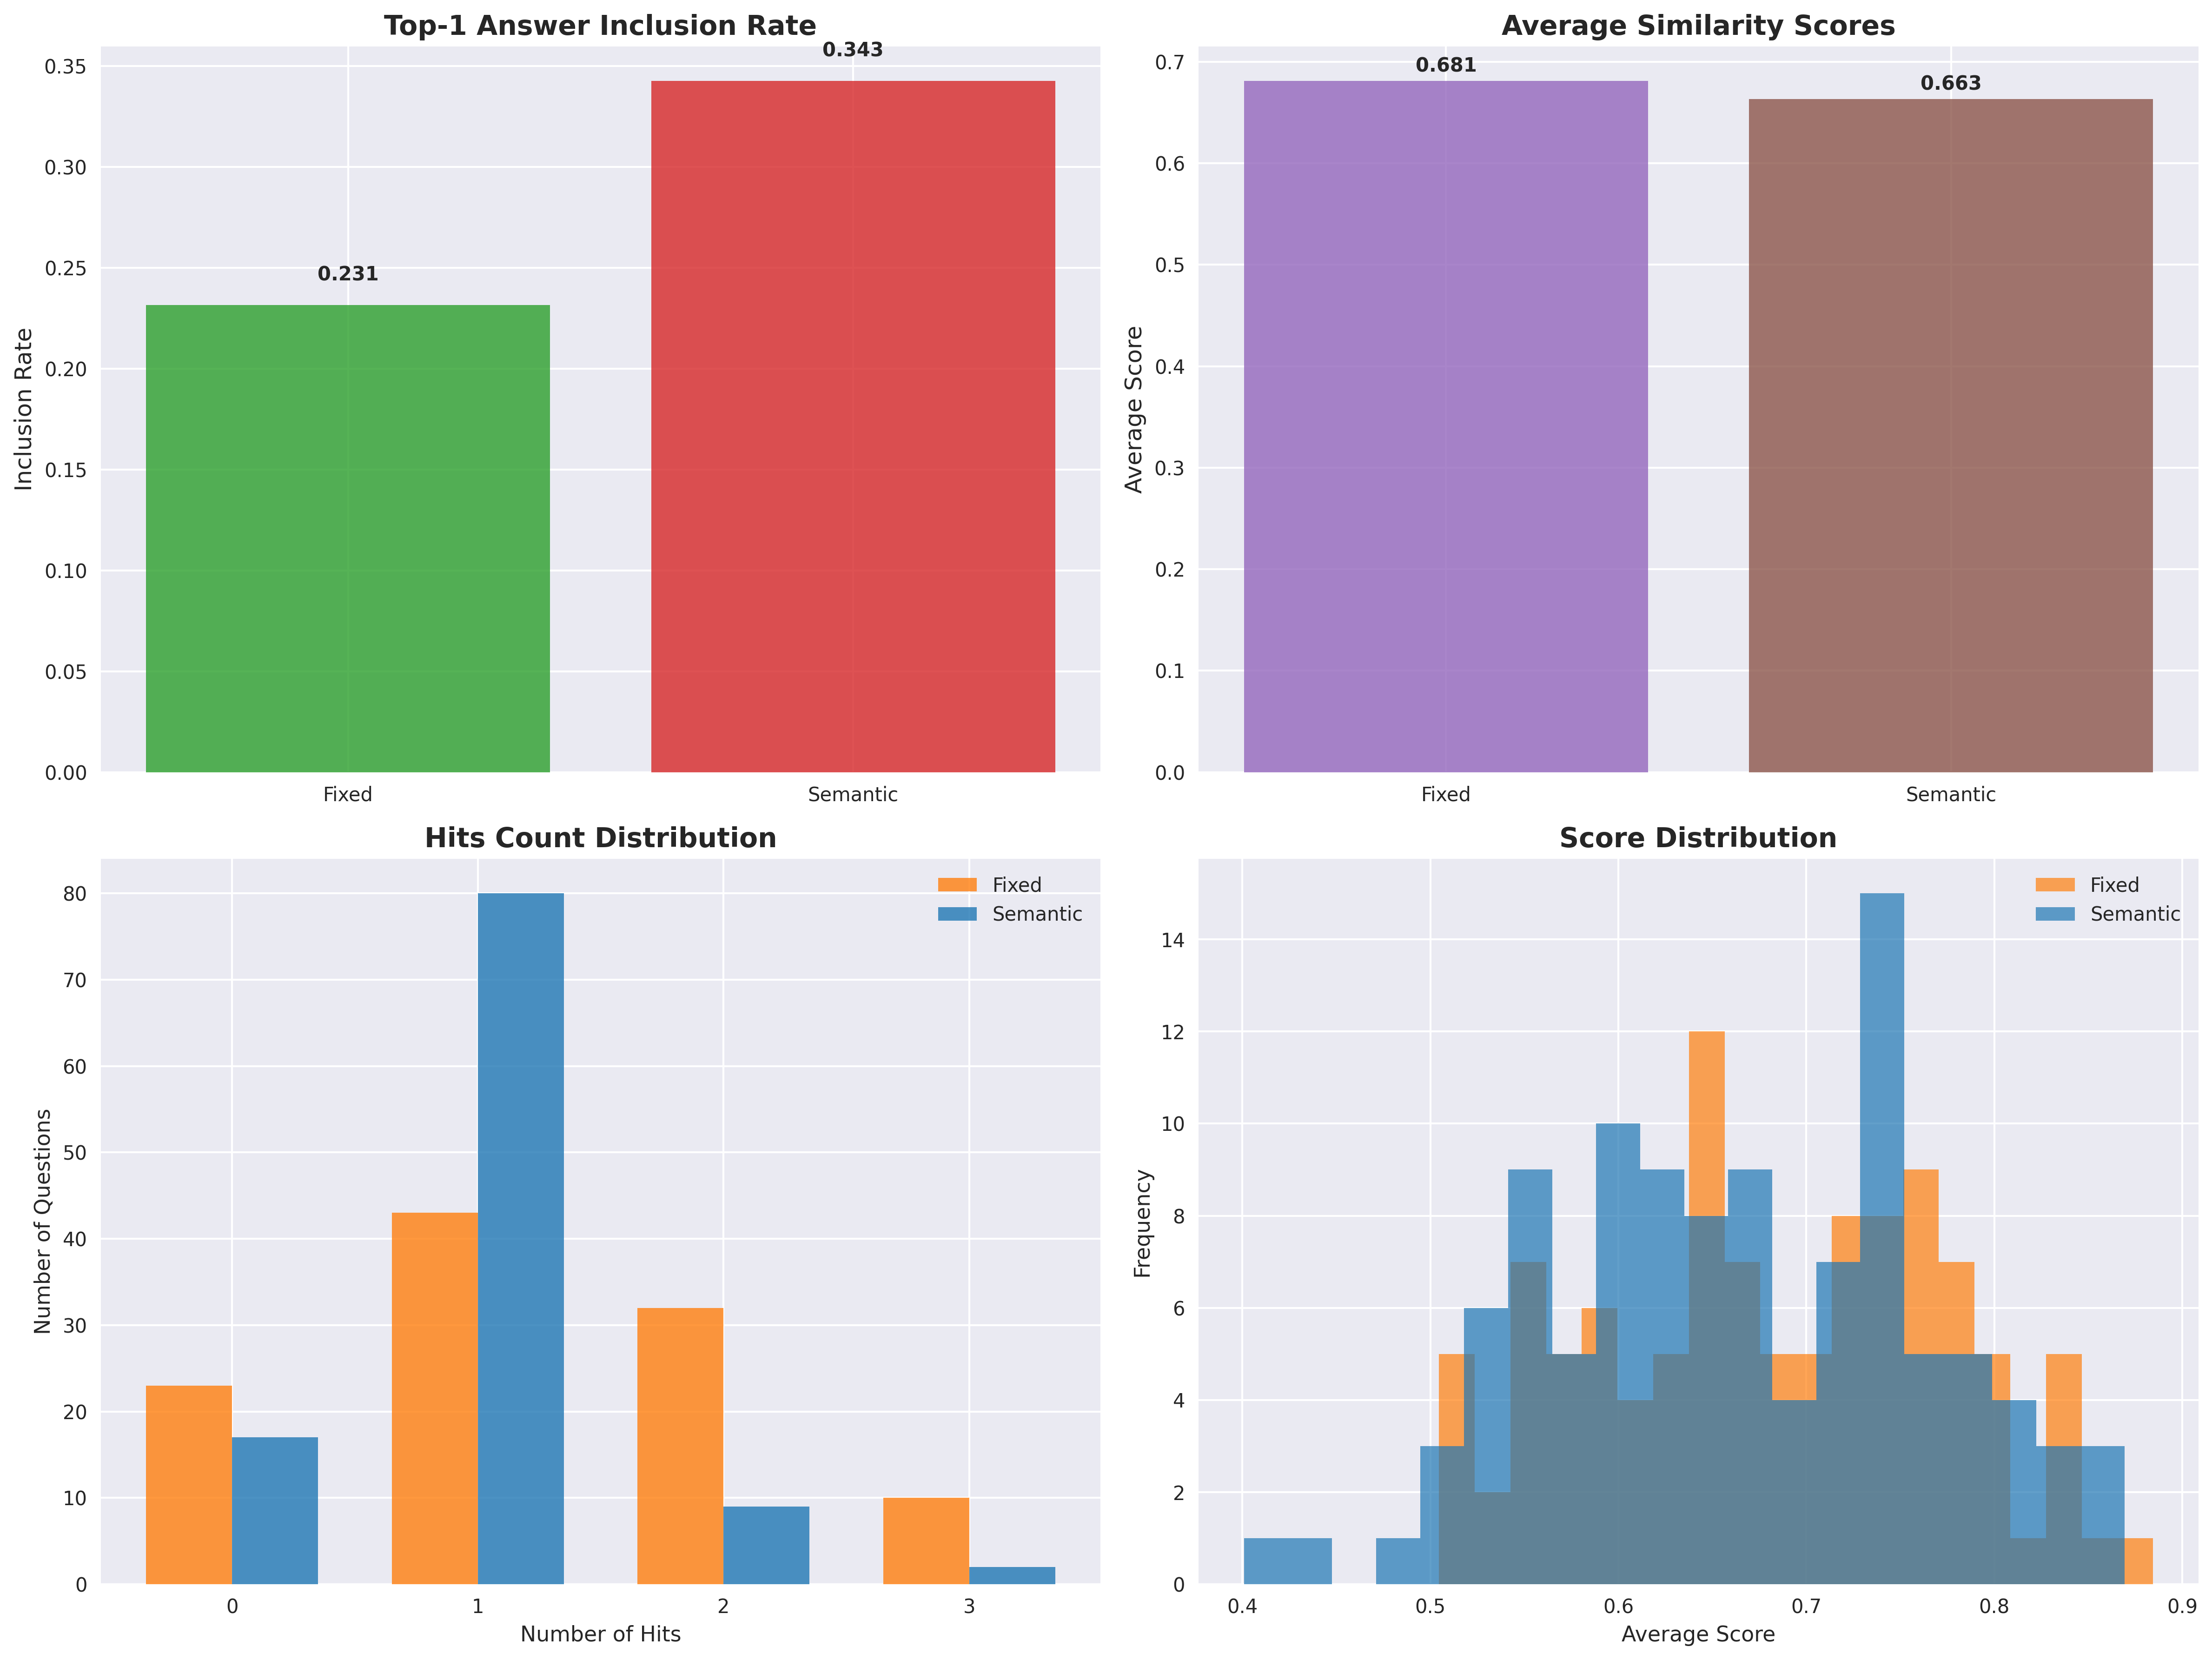 Top-1 Answer Inclusion Rate
0.343
0.231
0.35
0.30
0.25
0.20
0.15
0.10
0.05
0.00
Inclusion Rate
Fixed
Semantic
Average Similarity Scores
0.681
0.663
0.7
0.6
0.5
0.4
0.3
0.2
0.1
0.0
Average Score
Fixed
Semantic
Hits Count Distribution
Fixed
Semantic
80
70
60
50
40
30
20
10
0
Number of Questions
0
1
2
3
Number of Hits
Score Distribution
Fixed
Semantic
14
12
10
8
6
4
2
0
Frequency
0.4
0.5
0.6
0.7
0.8
0.9
Average Score